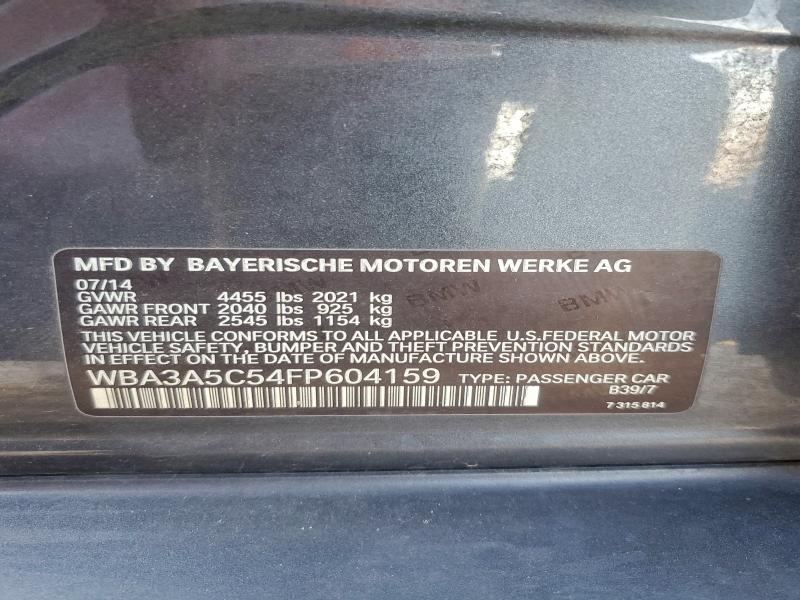 MFD BY BAYERISCHE MOTOREN WERKE AG
07/14
GVWR 4455 lbs 2021 kg
GAWR FRONT 2040 lbs 925 kg
GAWR REAR 2545 lbs 1154 kg
THIS VEHICLE CONFORMS TO ALL APPLICABLE U.S.FEDERAL MOTOR
VEHICLE SAFETY, BUMPER AND THEFT PREVENTION STANDARDS
IN EFFECT ON THE DATE OF MANUFACTURE SHOWN ABOVE.
WBA3A5C54FP604159 TYPE: PASSENGER CAR
B39/7
7 315 814
BMW
BMW